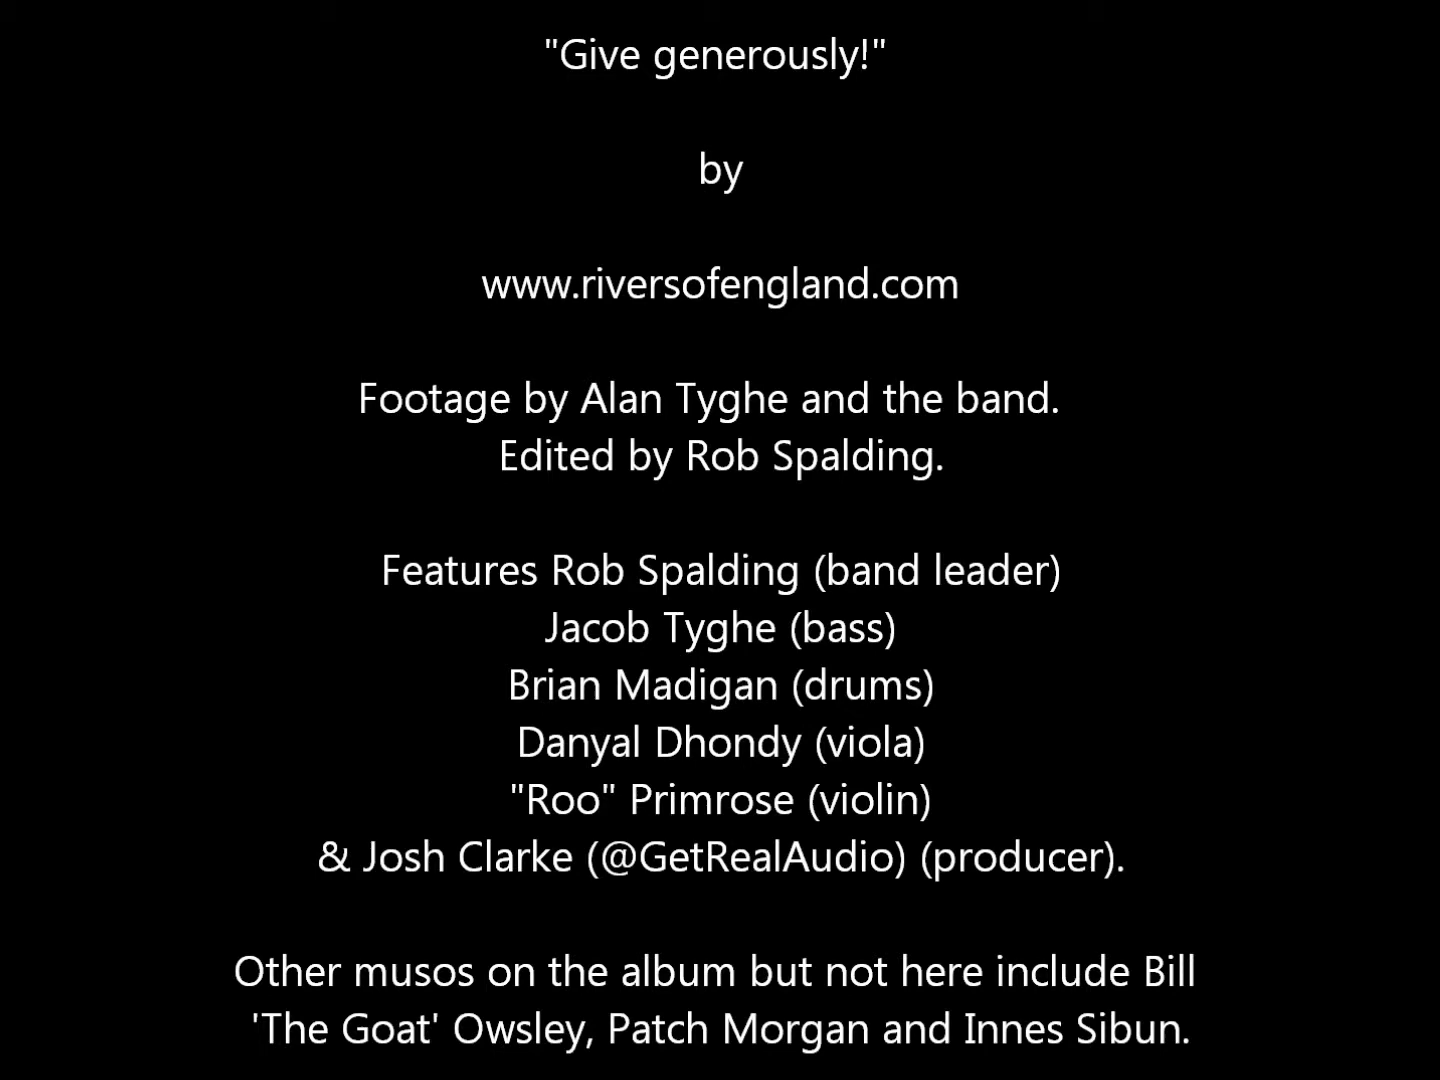 "Give generously!"
by
www.riversofengland.com
Footage by Alan Tyghe and the band.
Edited by Rob Spalding.
Features Rob Spalding (band leader)
Jacob Tyghe (bass)
Brian Madigan (drums)
Danyal Dhondy (viola)
"Roo" Primrose (violin)
& Josh Clarke (@GetRealAudio) (producer).
Other musos on the album but not here include Bill
'The Goat' Owsley, Patch Morgan and Innes Sibun.